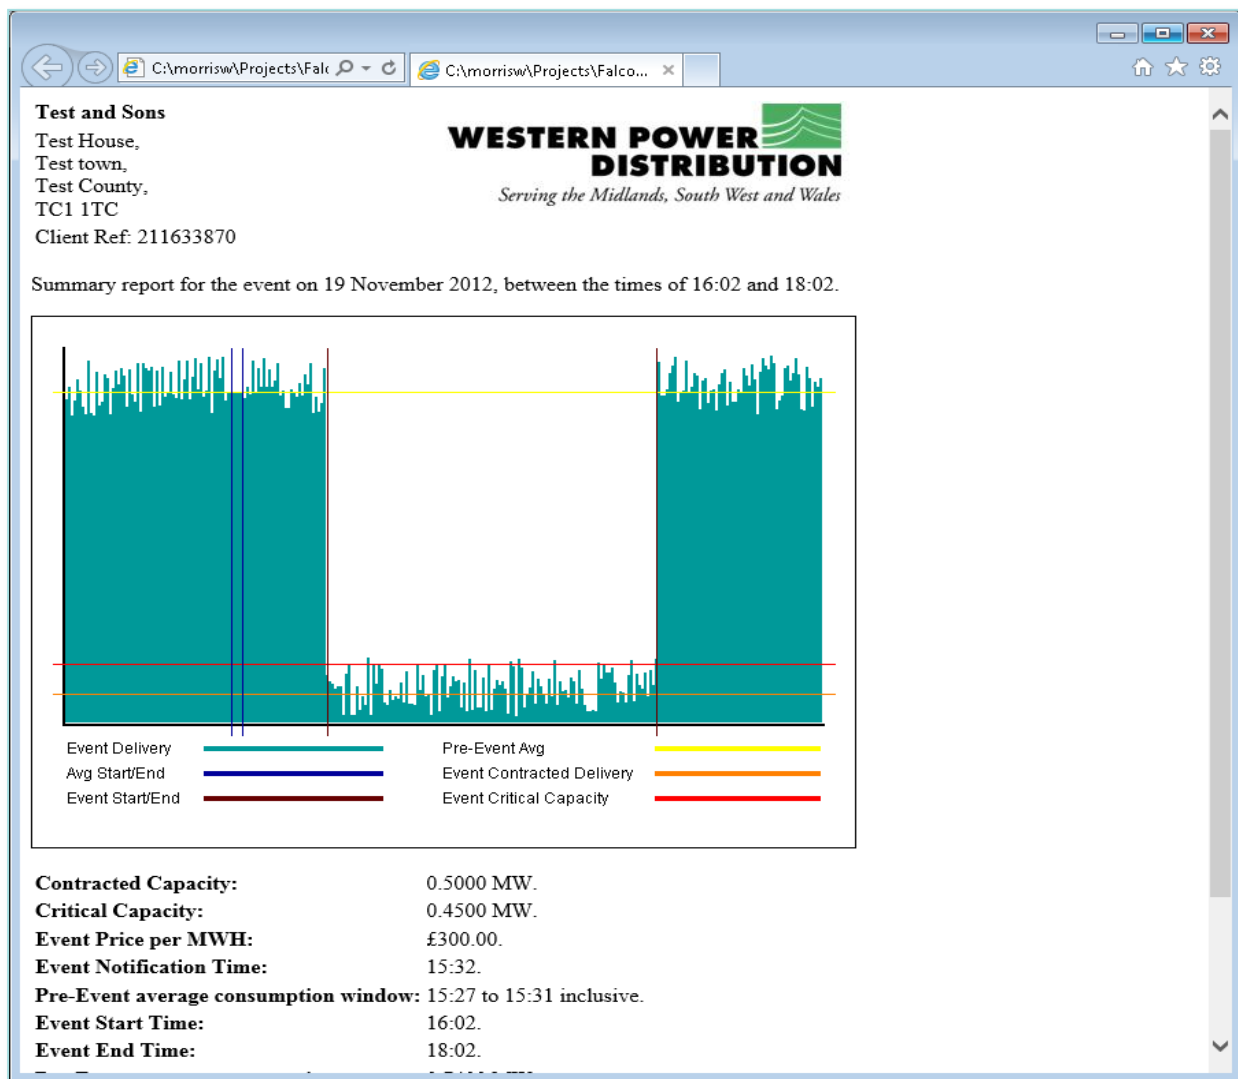 C:\morrisw\Projects\Falc
C:\morrisw\Projects\Falco...
Test and Sons
Test House,
Test town,
Test County,
TC1 1TC
Client Ref: 211633870
WESTERN POWER
DISTRIBUTION
Serving the Midlands, South West and Wales
Summary report for the event on 19 November 2012, between the times of 16:02 and 18:02.
Event Delivery
Pre-Event Avg
Avg Start/End
Event Contracted Delivery
Event Start/End
Event Critical Capacity
Contracted Capacity: 0.5000 MW.
Critical Capacity: 0.4500 MW.
Event Price per MWH: £300.00.
Event Notification Time: 15:32.
Pre-Event average consumption window: 15:27 to 15:31 inclusive.
Event Start Time: 16:02.
Event End Time: 18:02.